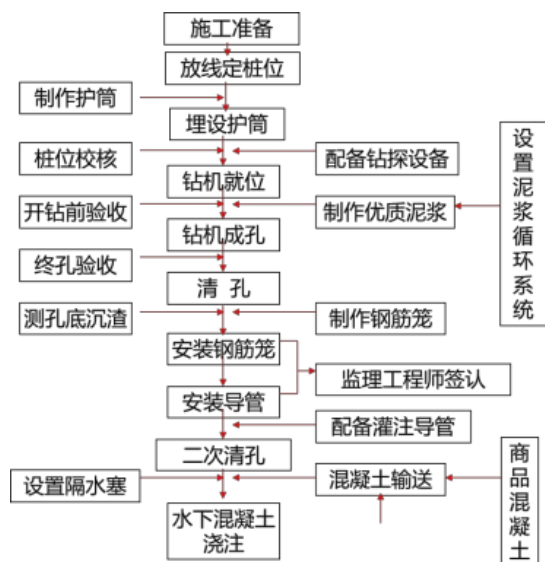 施工准备
放线定桩位
制作护筒
埋设护筒
桩位校核
配备钻探设备
设置泥浆循环系统
钻机就位
开钻前验收
制作优质泥浆
钻机成孔
终孔验收
清 孔
测孔底沉渣
制作钢筋笼
安装钢筋笼
监理工程师签认
安装导管
配备灌注导管
二次清孔
设置隔水塞
混凝土输送
商品混凝土
水下混凝土
浇注